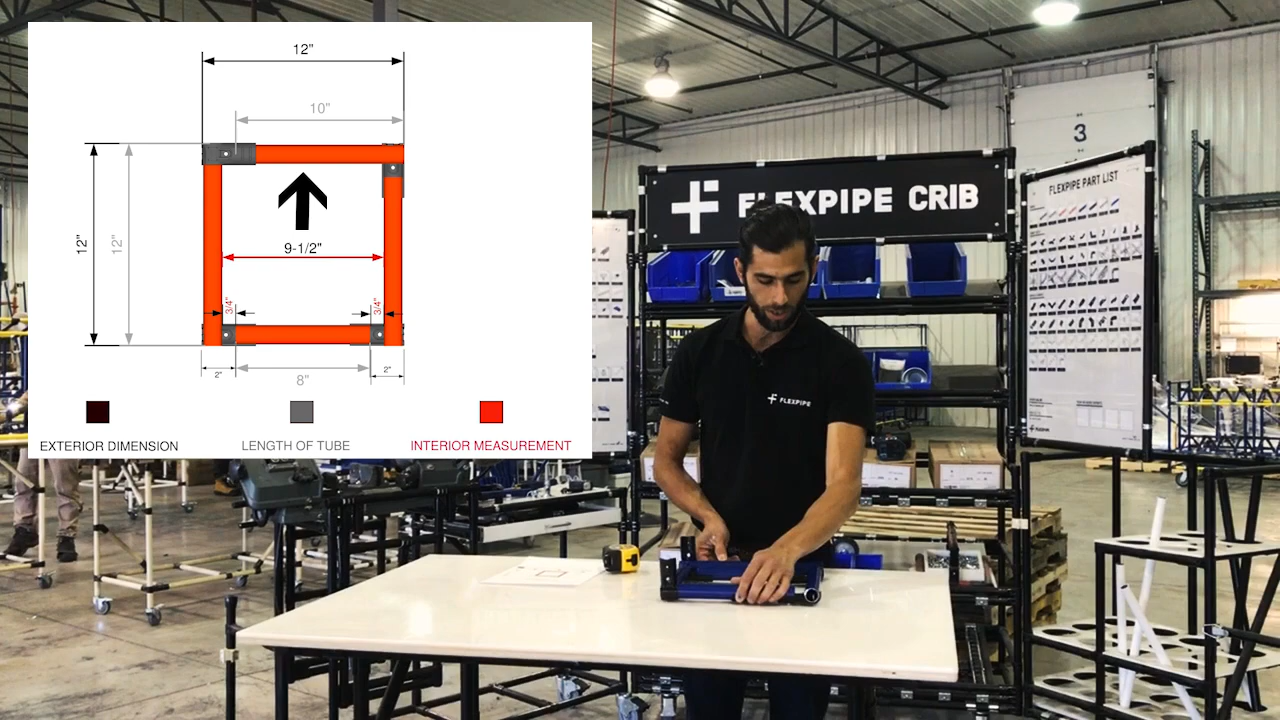 12"
10"
12"
12"
9-1/2"
3/4"
3/4"
2"
8"
2"
EXTERIOR DIMENSION
LENGTH OF TUBE
INTERIOR MEASUREMENT
3
FLEXPIPE CRIB
FLEXPIPE PART LIST
FLEXPIPE